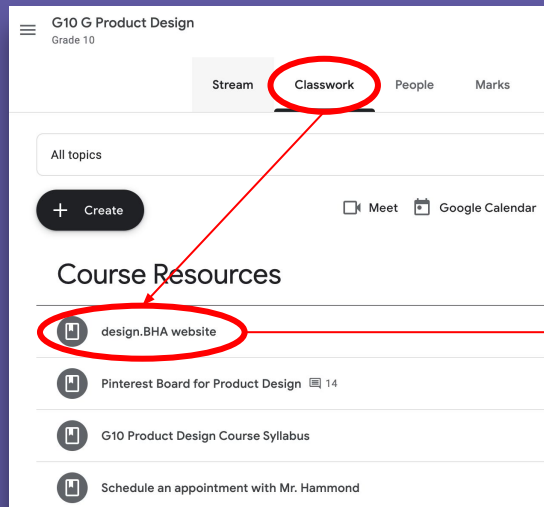 G10 G Product Design
Grade 10
Stream Classwork People Marks
All topics
+ Create Meet Google Calendar
Course Resources
design.BHA website
Pinterest Board for Product Design 14
G10 Product Design Course Syllabus
Schedule an appointment with Mr. Hammond